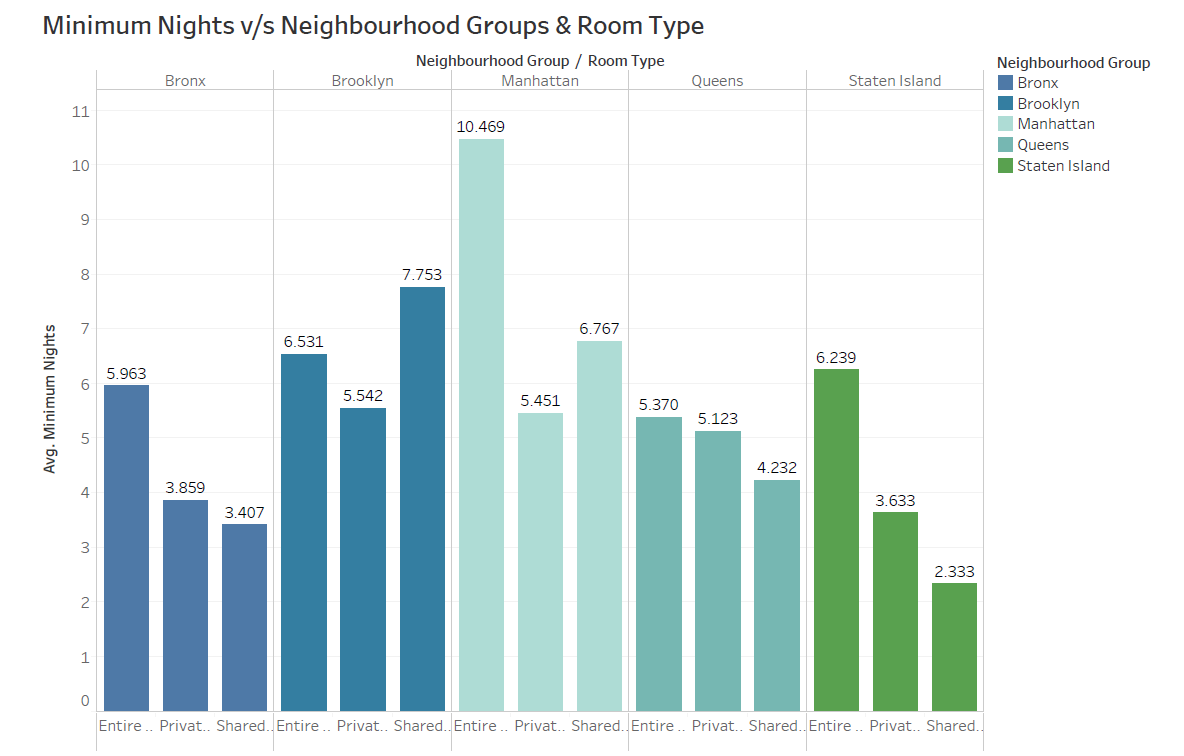 Minimum Nights v/s Neighbourhood Groups & Room Type
Neighbourhood Group / Room Type
Bronx Brooklyn Manhattan Queens Staten Island
Avg. Minimum Nights
11
10
9
8
7
6
5
4
3
2
1
0
5.963
3.859
3.407
6.531
5.542
7.753
10.469
5.451
6.767
5.370
5.123
4.232
6.239
3.633
2.333
Entire .. Privat.. Shared.. Entire .. Privat.. Shared.. Entire .. Privat.. Shared.. Entire .. Privat.. Shared.. Entire .. Privat.. Shared..
Neighbourhood Group
Bronx
Brooklyn
Manhattan
Queens
Staten Island